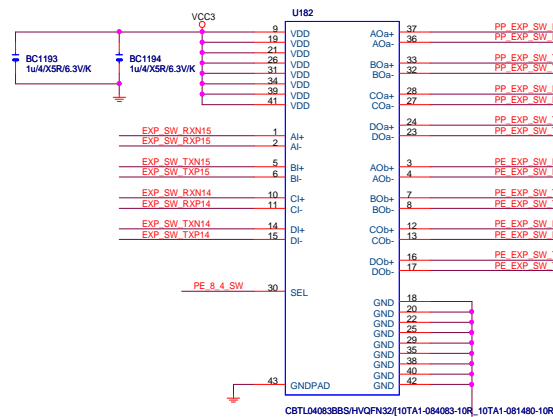 VCC3
U182
BC1193
1u/4/X5R/6.3V/K
BC1194
1u/4/X5R/6.3V/K
9 VDD
19 VDD
21 VDD
26 VDD
31 VDD
34 VDD
39 VDD
41 VDD
EXP_SW_RXN15 1 AI+
EXP_SW_RXP15 2 AI-
EXP_SW_TXN15 5 BI+
EXP_SW_TXP15 6 BI-
EXP_SW_RXN14 10 CI+
EXP_SW_RXP14 11 CI-
EXP_SW_TXN14 14 DI+
EXP_SW_TXP14 15 DI-
PE_8_4_SW 30 SEL
43 GNDPAD
AOa+ 37 PP_EXP_SW_
AOa- 36 PP_EXP_SW_
BOa+ 33 PP_EXP_SW_
BOa- 32 PP_EXP_SW_
COa+ 28 PP_EXP_SW_
COa- 27 PP_EXP_SW_
DOa+ 24 PP_EXP_SW_
DOa- 23 PP_EXP_SW_
AOb+ 3 PE_EXP_SW_
AOb- 4 PE_EXP_SW_
BOb+ 7 PE_EXP_SW_
BOb- 8 PE_EXP_SW_
COb+ 12 PE_EXP_SW_
COb- 13 PE_EXP_SW_
DOb+ 16 PE_EXP_SW_
DOb- 17 PE_EXP_SW_
GND 18
GND 20
GND 22
GND 25
GND 29
GND 35
GND 38
GND 40
GND 42
CBTL04083BBS/HVQFN32/[10TA1-084083-10R_10TA1-081480-10R